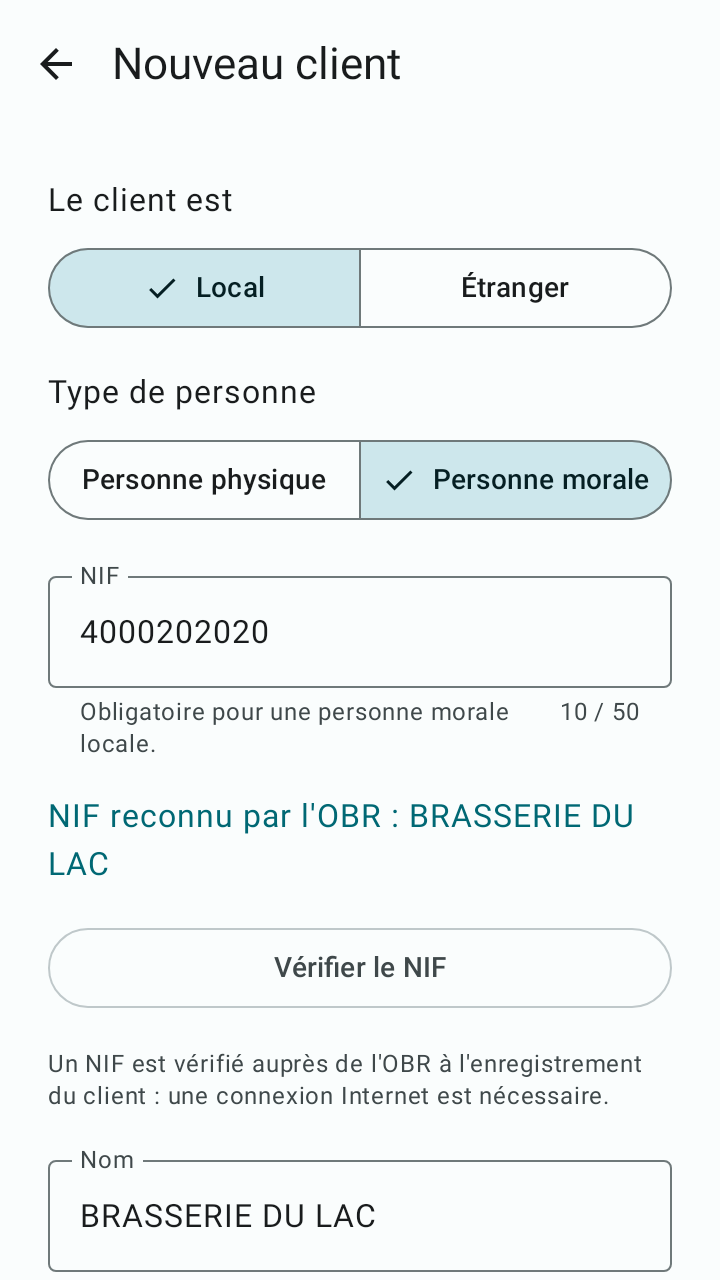 Nouveau client
Le client est
Local
Étranger
Type de personne
Personne physique
Personne morale
NIF
4000202020
Obligatoire pour une personne morale
locale.
10 / 50
NIF reconnu par l'OBR : BRASSERIE DU
LAC
Vérifier le NIF
Un NIF est vérifié auprès de l'OBR à l'enregistrement
du client : une connexion Internet est nécessaire.
Nom
BRASSERIE DU LAC